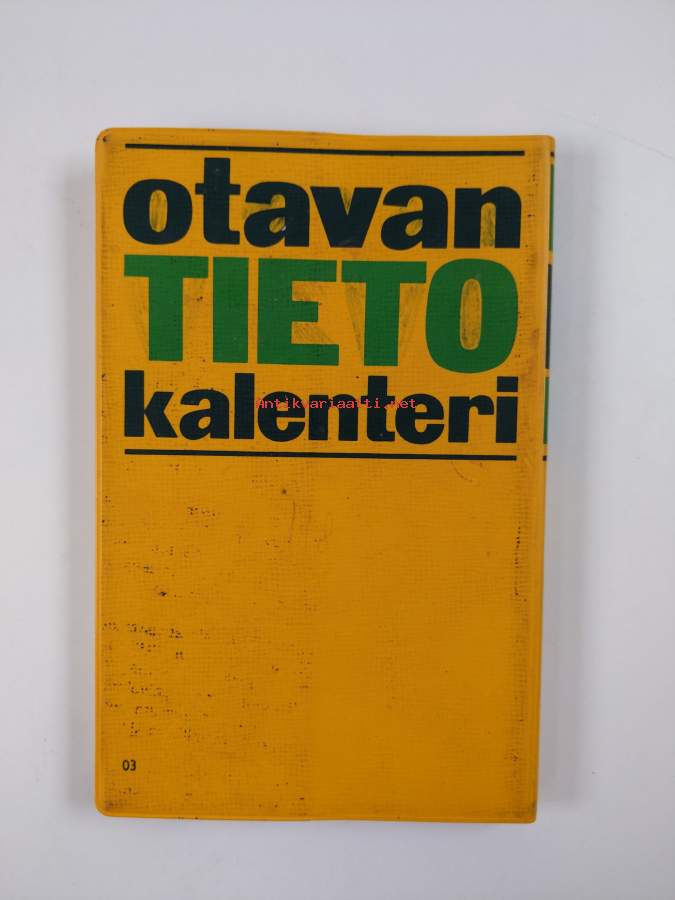 otavan
TIETO
kalenteri
Antikvariaatti.net
03